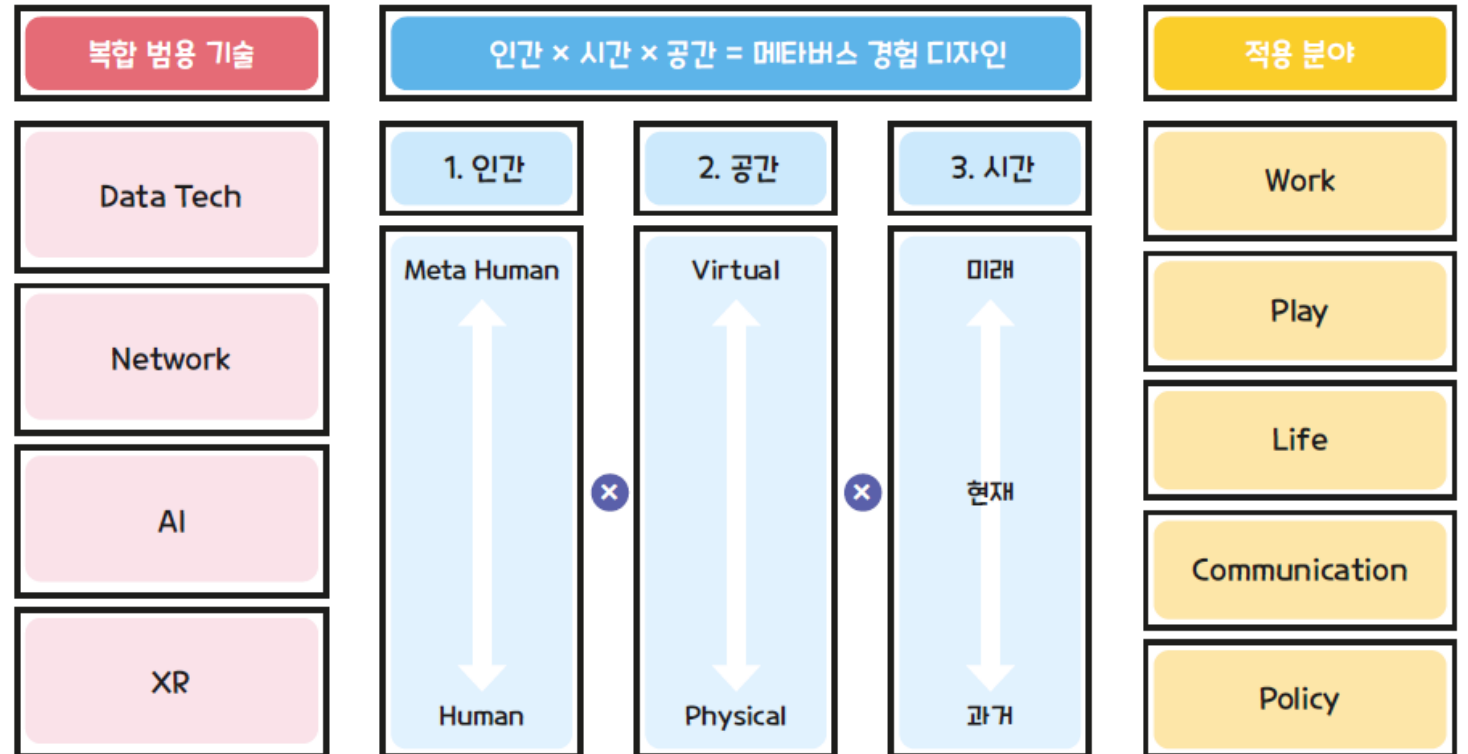 복합 범용 기술
Data Tech
Network
AI
XR
인간 × 시간 × 공간 = 메타버스 경험 디자인
1. 인간
Meta Human
Human
×
2. 공간
Virtual
Physical
×
3. 시간
미래
현재
과거
적용 분야
Work
Play
Life
Communication
Policy